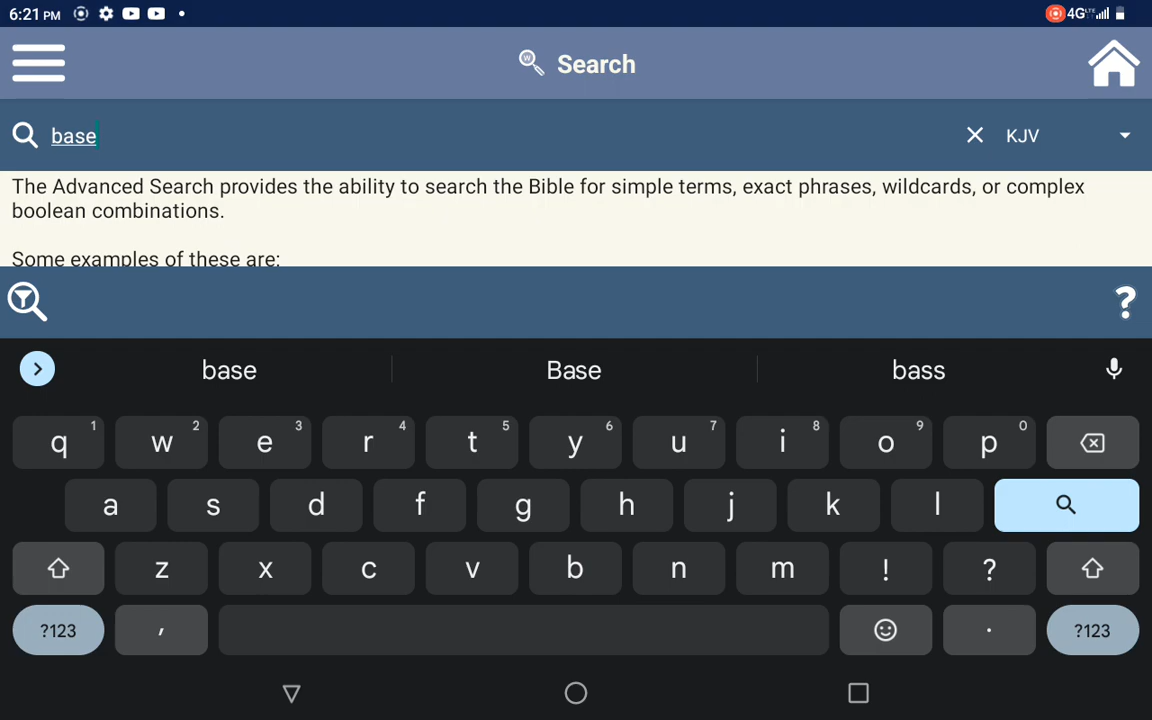 6:21 PM 4G LTE
Search
base KJV
The Advanced Search provides the ability to search the Bible for simple terms, exact phrases, wildcards, or complex
boolean combinations.
Some examples of these are:
?
base Base bass
q 1 w 2 e 3 r 4 t 5 y 6 u 7 i 8 o 9 p 0
a s d f g h j k l
z x c v b n m ! ?
?123 , . ?123